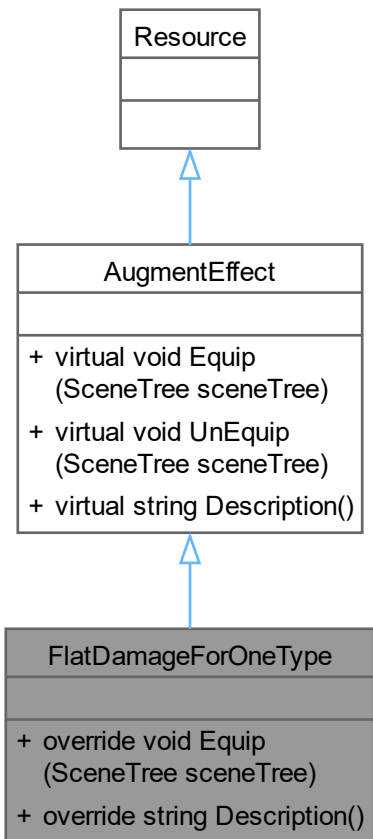 Resource
AugmentEffect
+ virtual void Equip
(SceneTree sceneTree)
+ virtual void UnEquip
(SceneTree sceneTree)
+ virtual string Description()
FlatDamageForOneType
+ override void Equip
(SceneTree sceneTree)
+ override string Description()